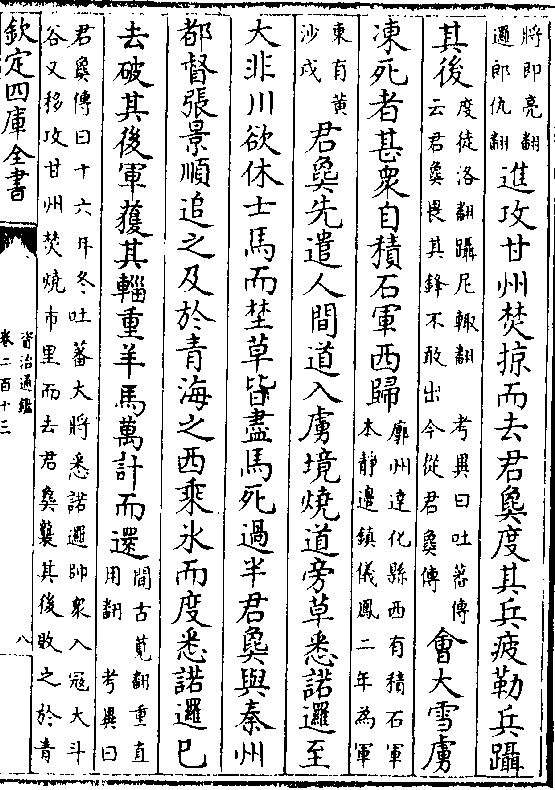 將即亮翻
邏郎佐翻
進攻甘州焚掠而去君㚟度其兵疲勒兵躡
其後
度徒洛翻躡尼輒翻 考異曰吐蕃傳
云君㚟畏其鋒不敢出今從君㚟傳
會大雪虜
凍死者甚衆自積石軍西歸
廓州達化縣西有積石軍
本靜邊鎮儀鳳二年為軍
東有黄
沙戍
君㚟先遣人間道入虜境燒道旁草悉諾邏至
大非川欲休士馬而埜草皆盡馬死過半君㚟與秦州
都督張景順追之及於青海之西乘氷而度悉諾邏已
去破其後軍獲其輜重羊馬萬計而還
間古莧翻重直
用翻 考異曰
君㚟傳曰十六年冬吐蕃大將悉諾邏帥衆入宼大斗
谷又移攻甘州焚燒市里而去君㚟襲其後敗之於青
欽定四庫全書
資治通鑑
卷二百十三
八